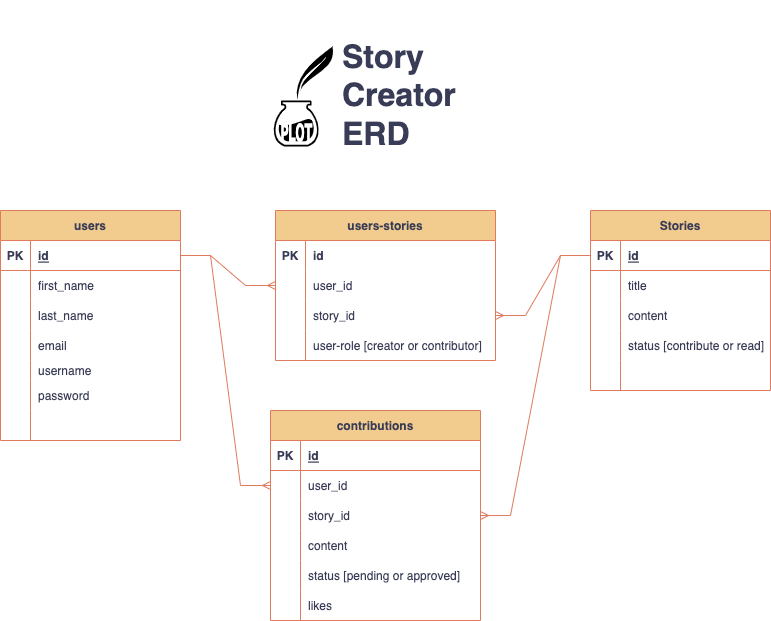 Story
Creator
ERD
PLOT
users
PK id
first_name
last_name
email
username
password
users-stories
PK id
user_id
story_id
user-role [creator or contributor]
Stories
PK id
title
content
status [contribute or read]
contributions
PK id
user_id
story_id
content
status [pending or approved]
likes